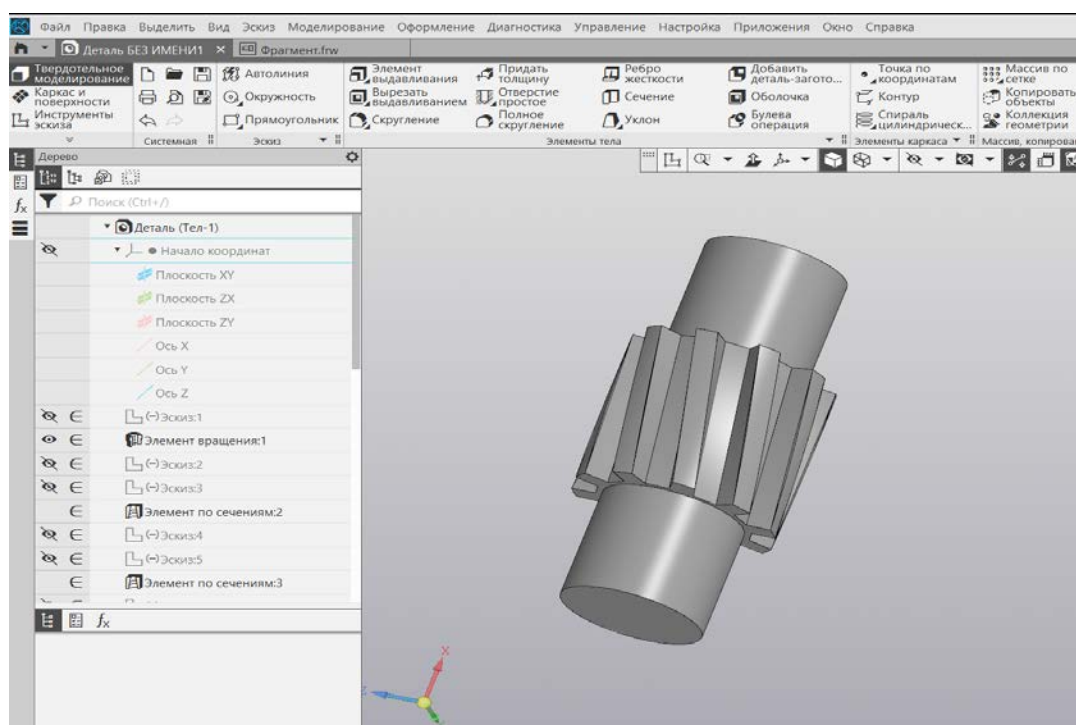 Файл Правка Выделить Вид Эскиз Моделирование Оформление Диагностика Управление Настройка Приложения Окно Справка
Деталь БЕЗ ИМЕНИ1 × Фрагмент.frw
Твердотельное моделирование
Каркас и поверхности
Инструменты эскиза
Системная
Автолиния
Окружность
Прямоугольник
Эскиз
Элемент выдавливания
Вырезать выдавливанием
Скругление
Придать толщину
Отверстие простое
Полное скругление
Ребро жесткости
Сечение
Уклон
Добавить деталь-загото...
Оболочка
Булева операция
Элементы тела
Точка по координатам
Контур
Спираль цилиндрическ...
Элементы каркаса
Массив по сетке
Копировать объекты
Коллекция геометрии
Массив, копирован
Дерево
Поиск (Ctrl+/)
Деталь (Тел-1)
Начало координат
Плоскость XY
Плоскость ZX
Плоскость ZY
Ось X
Ось Y
Ось Z
(-)Эскиз:1
Элемент вращения:1
(-)Эскиз:2
(-)Эскиз:3
Элемент по сечениям:2
(-)Эскиз:4
(-)Эскиз:5
Элемент по сечениям:3
fx
X
Z